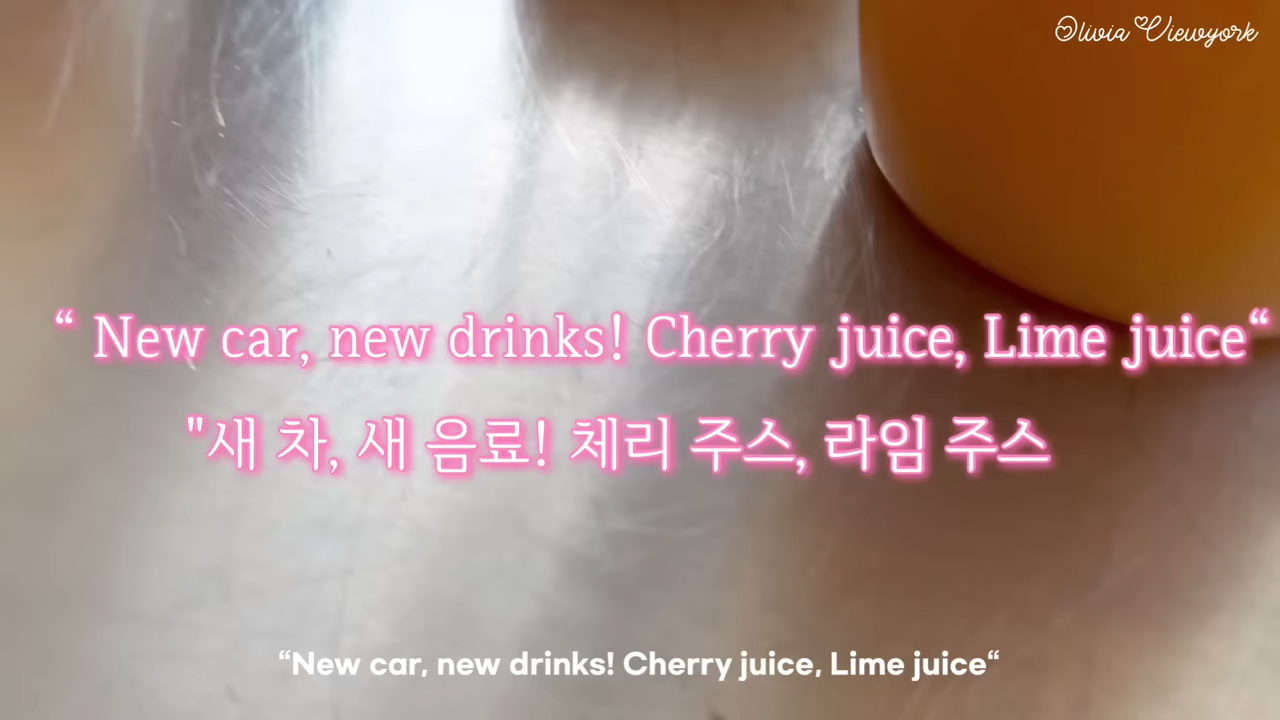 Olivia Viewyork
“ New car, new drinks! Cherry juice, Lime juice“
"새 차, 새 음료! 체리 주스, 라임 주스
“New car, new drinks! Cherry juice, Lime juice“